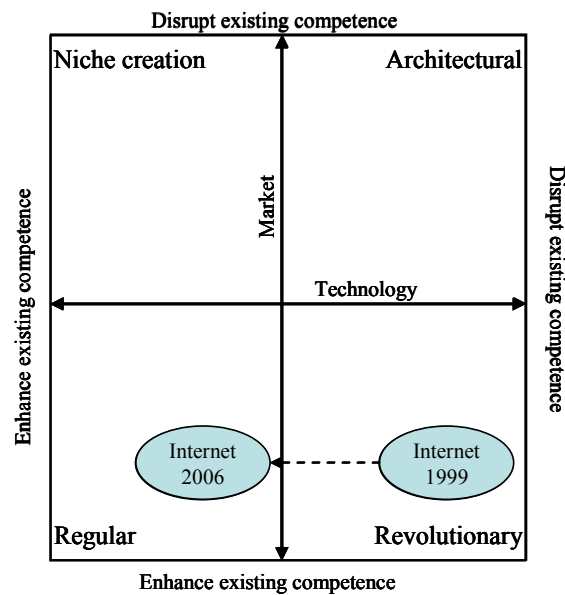 Disrupt existing competence
Niche creation
Architectural
Market
Technology
Enhance existing competence
Disrupt existing competence
Internet
2006
Internet
1999
Regular
Revolutionary
Enhance existing competence